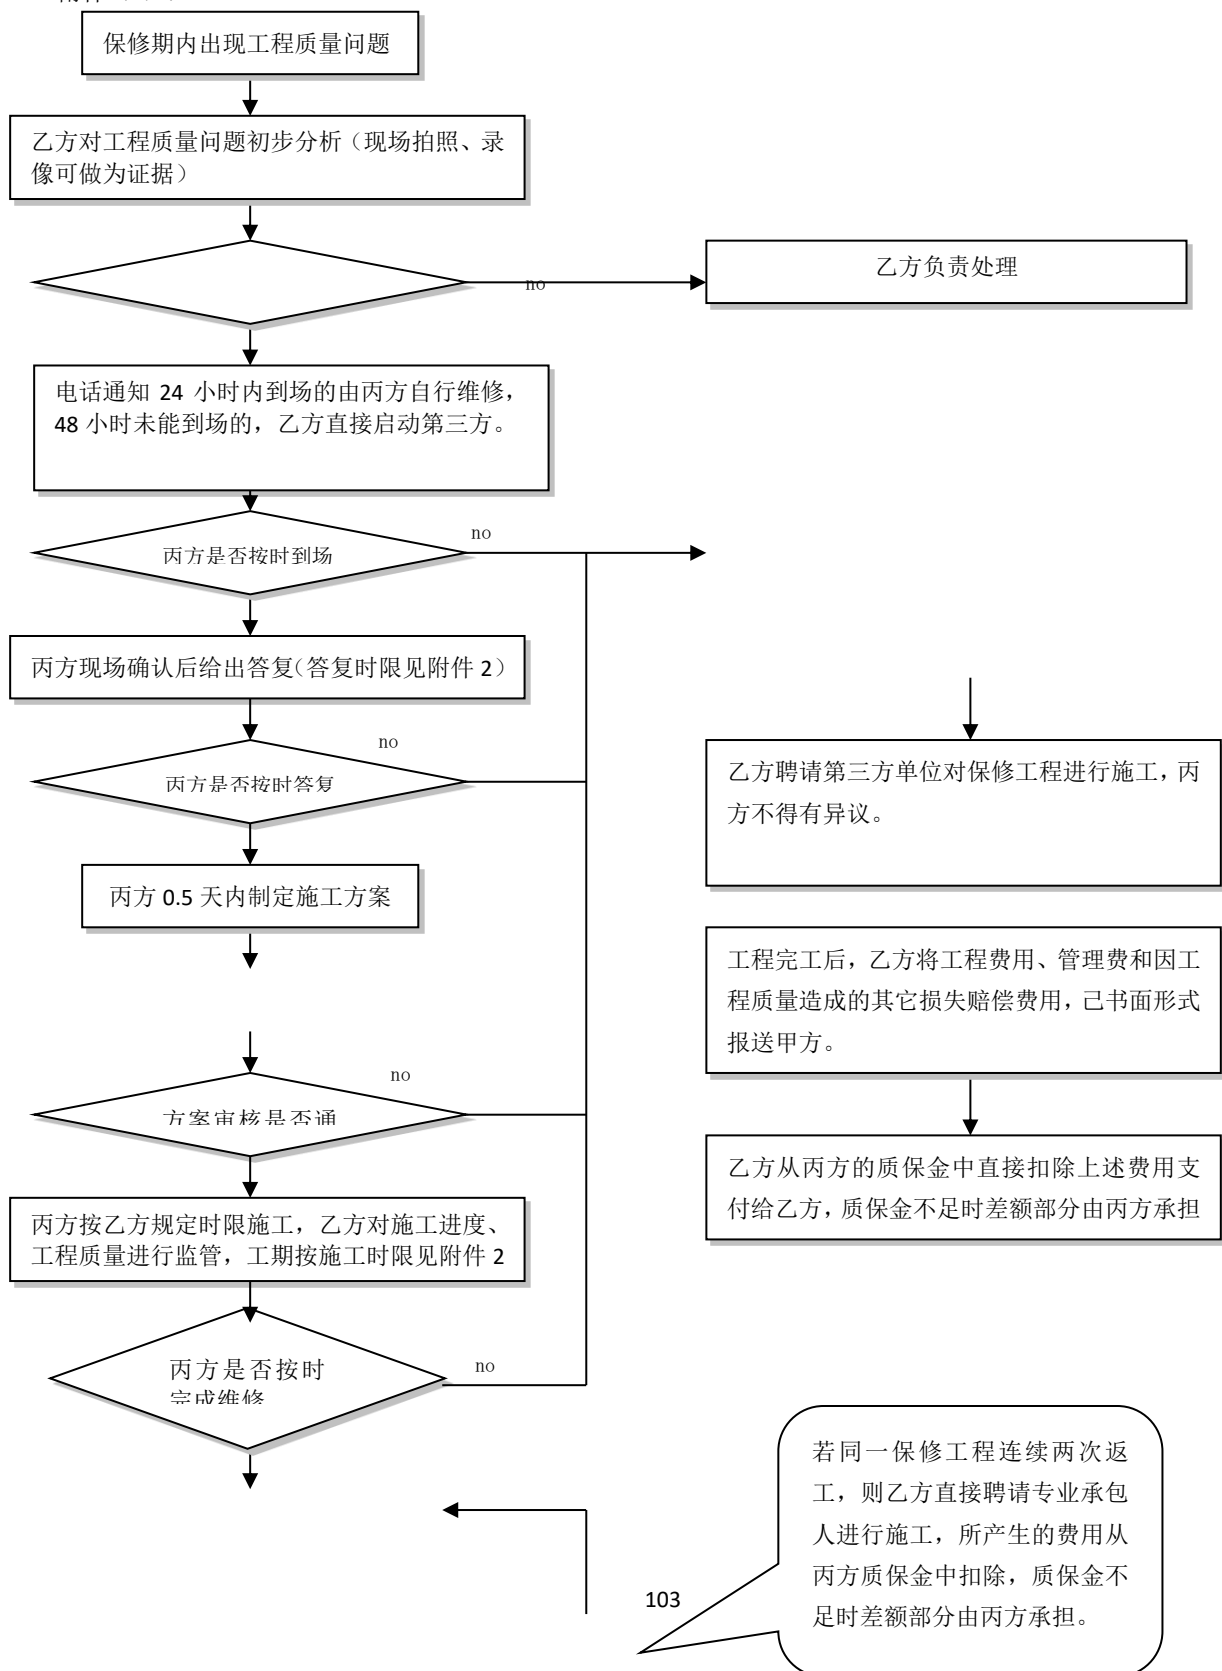 保修期内出现工程质量问题
乙方对工程质量问题初步分析（现场拍照、录
像可做为证据）
no
乙方负责处理
电话通知 24 小时内到场的由丙方自行维修，
48 小时未能到场的，乙方直接启动第三方。
no
丙方是否按时到场
丙方现场确认后给出答复（答复时限见附件 2）
no
丙方是否按时答复
乙方聘请第三方单位对保修工程进行施工，丙
方不得有异议。
丙方 0.5 天内制定施工方案
工程完工后，乙方将工程费用、管理费和因工
程质量造成的其它损失赔偿费用，己书面形式
报送甲方。
no
方案审核是否通
乙方从丙方的质保金中直接扣除上述费用支
付给乙方，质保金不足时差额部分由丙方承担
丙方按乙方规定时限施工，乙方对施工进度、
工程质量进行监管，工期按施工时限见附件 2
丙方是否按时
完成维修
no
若同一保修工程连续两次返
工，则乙方直接聘请专业承包
人进行施工，所产生的费用从
丙方质保金中扣除，质保金不
足时差额部分由丙方承担。
103